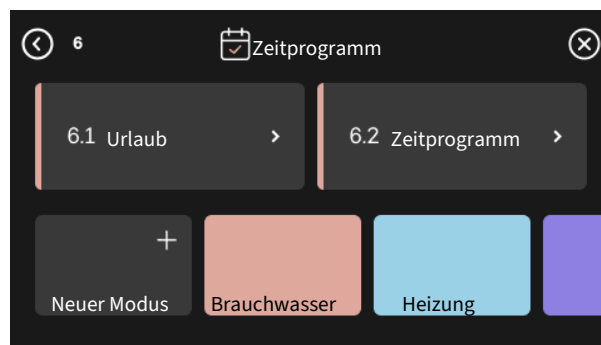 6 Zeitprogramm
6.1 Urlaub 6.2 Zeitprogramm
Neuer Modus Brauchwasser Heizung